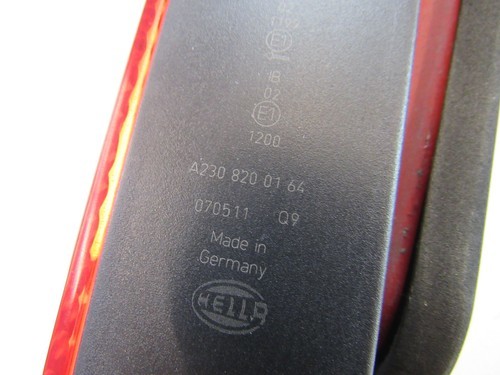 IB
02
E1
1200
A230 820 01 64
070511 Q9
Made in
Germany
HELLA